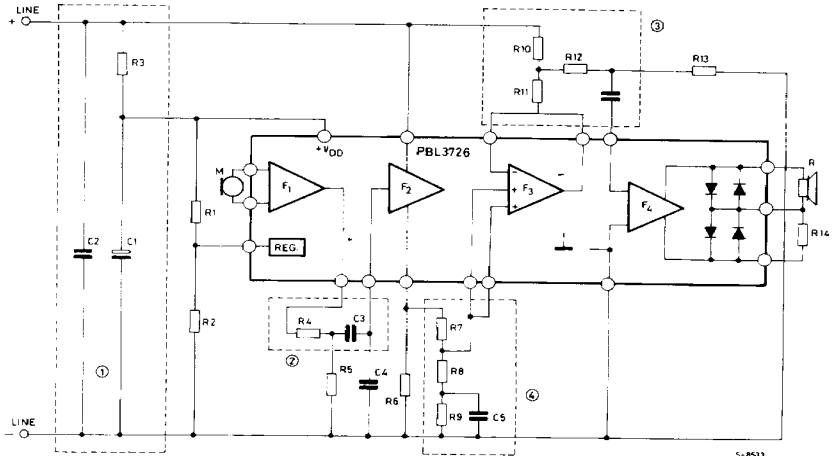 + LINE
R3
R10
R12
R13
③
R11
+VDD
PBL3726
M
F1
F2
F3
F4
-
+
+
R
R1
C2
C1
REG.
R14
R4
C3
R7
②
R2
R8
①
R5
C4
R6
④
R9
C5
- LINE
S-8533